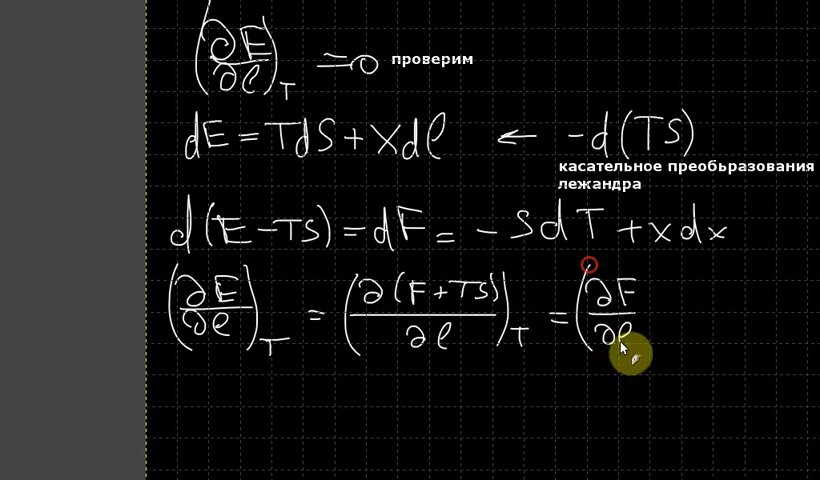 (∂E/∂l)_T = 0 проверим
dE = TdS + Xdl ← -d(TS)
касательное преобьразования
лежандра
d(E - TS) = dF = - SdT + xdx
(∂E/∂l)_T = (∂(F+TS)/∂l)_T = (∂F/∂l